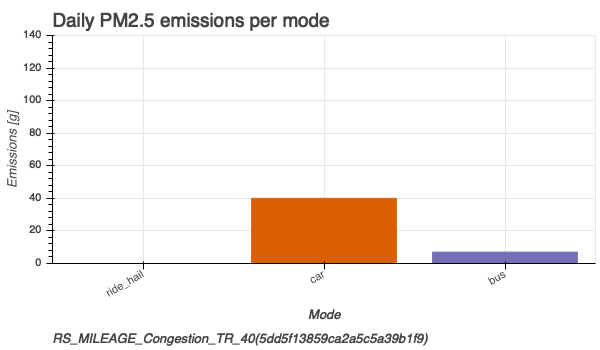 Daily PM2.5 emissions per mode
140
120
100
80
60
40
20
0
Emissions [g]
ride_hail
car
bus
Mode
RS_MILEAGE_Congestion_TR_40(5dd5f13859ca2a5c5a39b1f9)